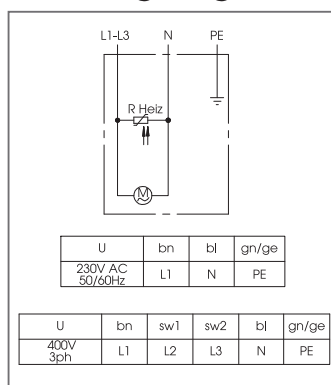 L1-L3 N PE
R Heiz
M
U bn bl gn/ge
230V AC
50/60Hz L1 N PE
U bn sw1 sw2 bl gn/ge
400V
3ph L1 L2 L3 N PE